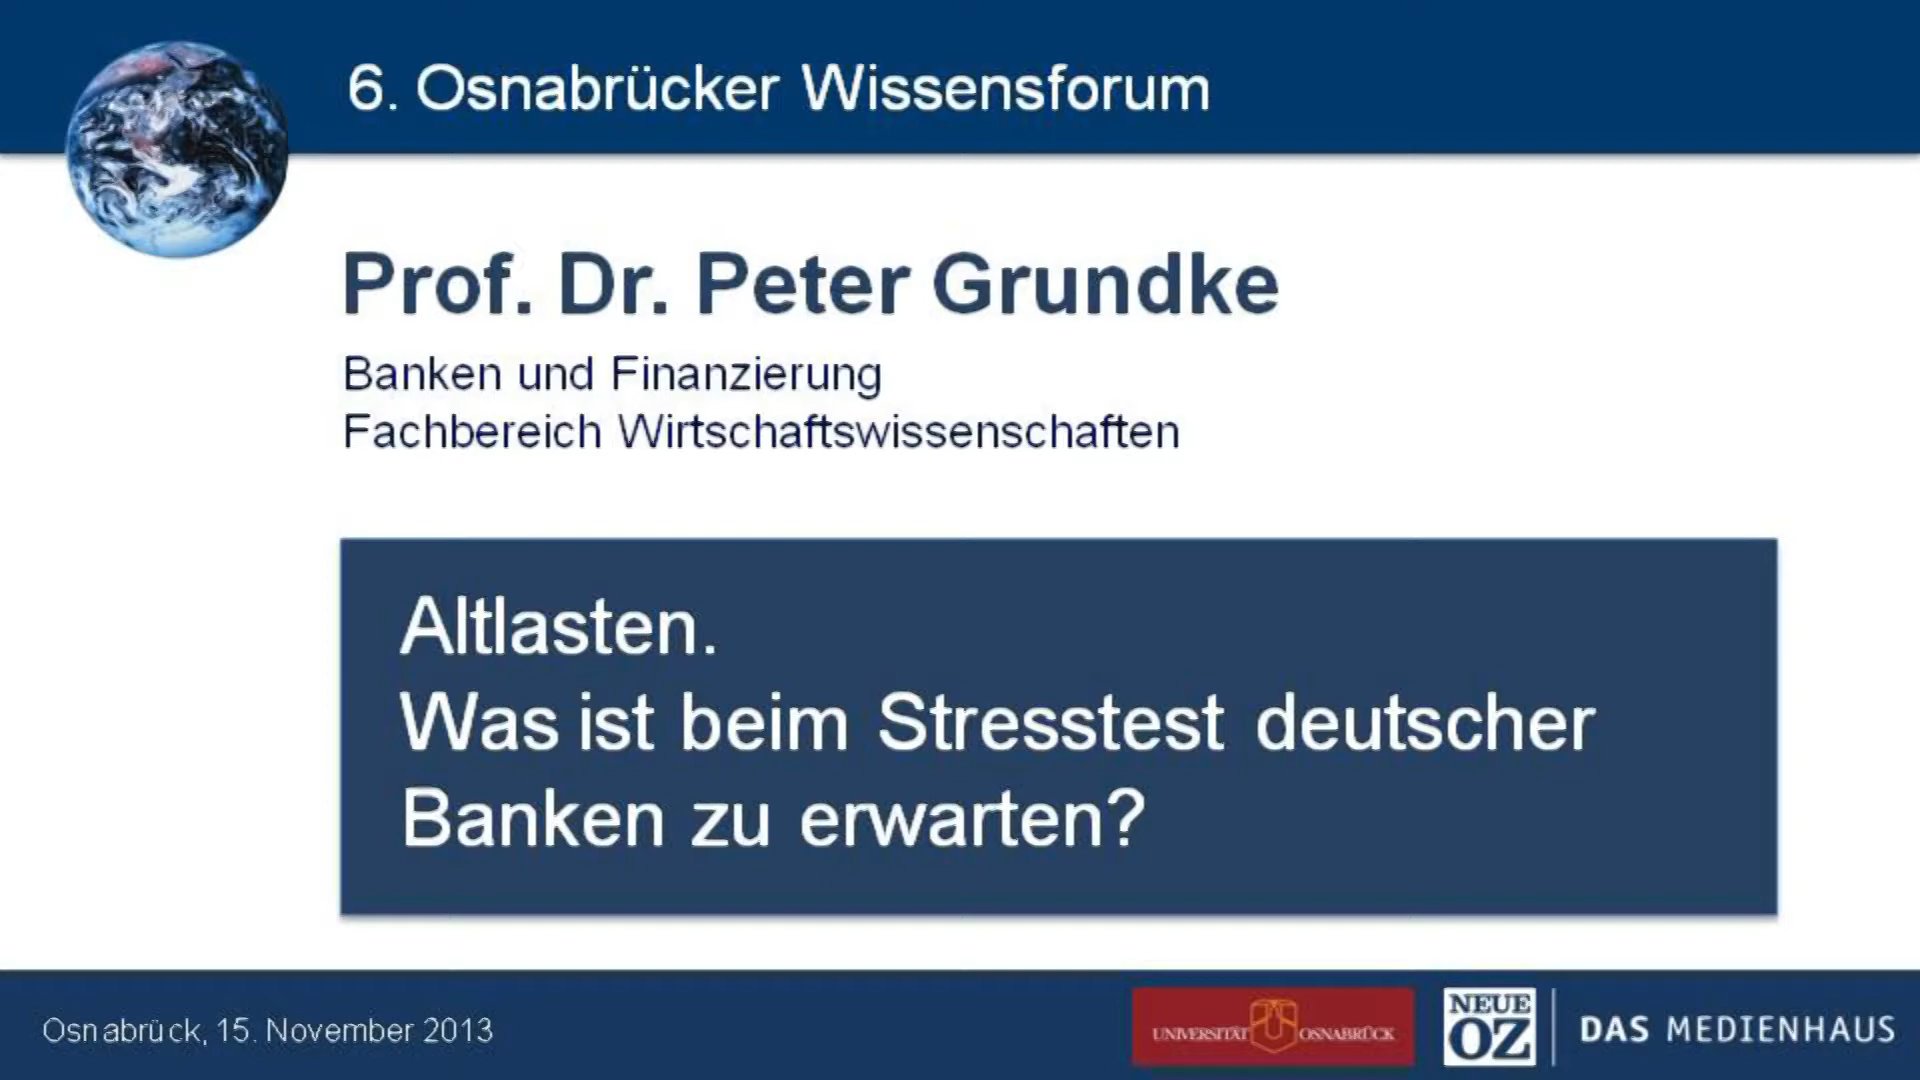 6. Osnabrücker Wissensforum
Prof. Dr. Peter Grundke
Banken und Finanzierung
Fachbereich Wirtschaftswissenschaften
Altlasten.
Was ist beim Stresstest deutscher
Banken zu erwarten?
Osnabrück, 15. November 2013
UNIVERSITÄT OSNABRÜCK
NEUE
OZ
DAS MEDIENHAUS